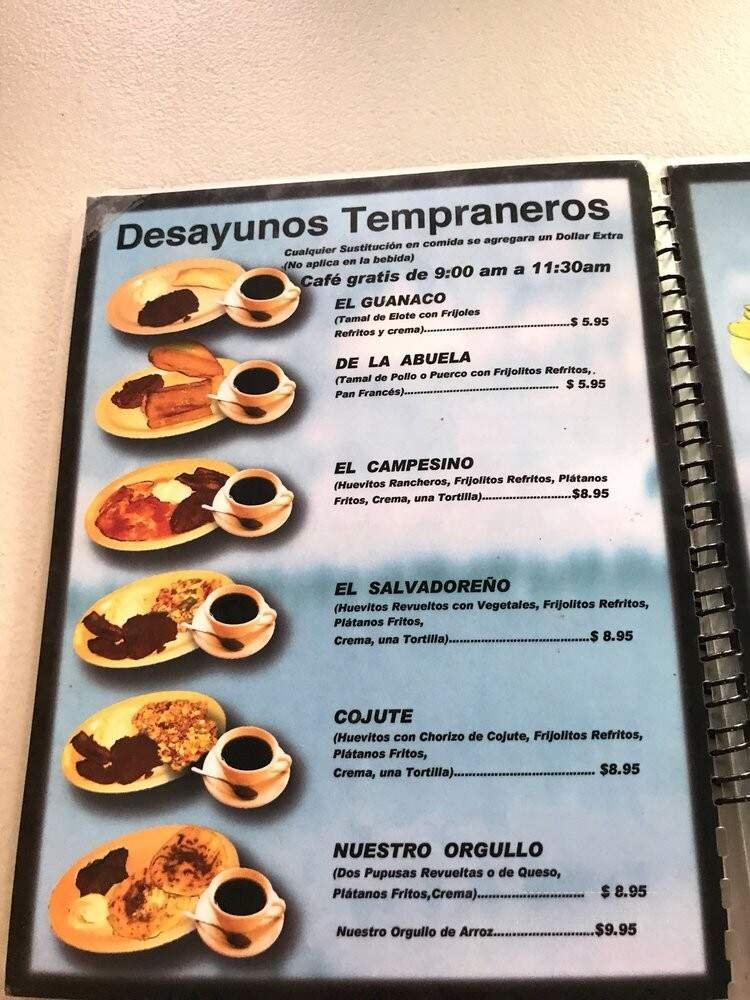 Desayunos Tempraneros
Cualquier Sustitución en comida se agregara un Dollar Extra
(No aplica en la bebida)
Café gratis de 9:00 am a 11:30am
EL GUANACO
(Tamal de Elote con Frijoles
Refritos y crema)..................................................$ 5.95
DE LA ABUELA
(Tamal de Pollo o Puerco con Frijolitos Refritos,.
Pan Francés)..................................................... $ 5.95
EL CAMPESINO
(Huevitos Rancheros, Frijolitos Refritos, Plátanos
Fritos, Crema, una Tortilla)..............................$8.95
EL SALVADOREÑO
(Huevitos Revueltos con Vegetales, Frijolitos Refritos,
Plátanos Fritos,
Crema, una Tortilla)..............................................$ 8.95
COJUTE
(Huevitos con Chorizo de Cojute, Frijolitos Refritos,
Plátanos Fritos,
Crema, una Tortilla).............................................. $8.95
NUESTRO ORGULLO
(Dos Pupusas Revueltas o de Queso,
Plátanos Fritos,Crema)................................... $ 8.95
Nuestro Orgullo de Arroz.................................$9.95